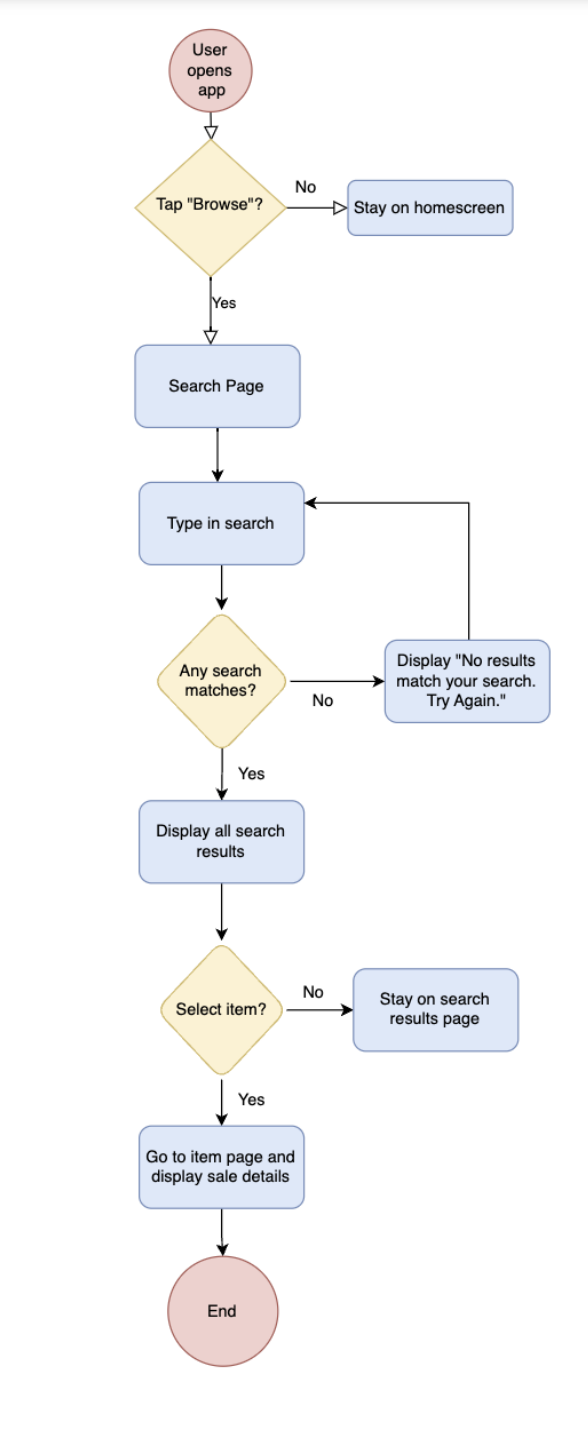 User
opens
app
Tap "Browse"?
No
Stay on homescreen
Yes
Search Page
Type in search
Any search
matches?
No
Display "No results
match your search.
Try Again."
Yes
Display all search
results
Select item?
No
Stay on search
results page
Yes
Go to item page and
display sale details
End